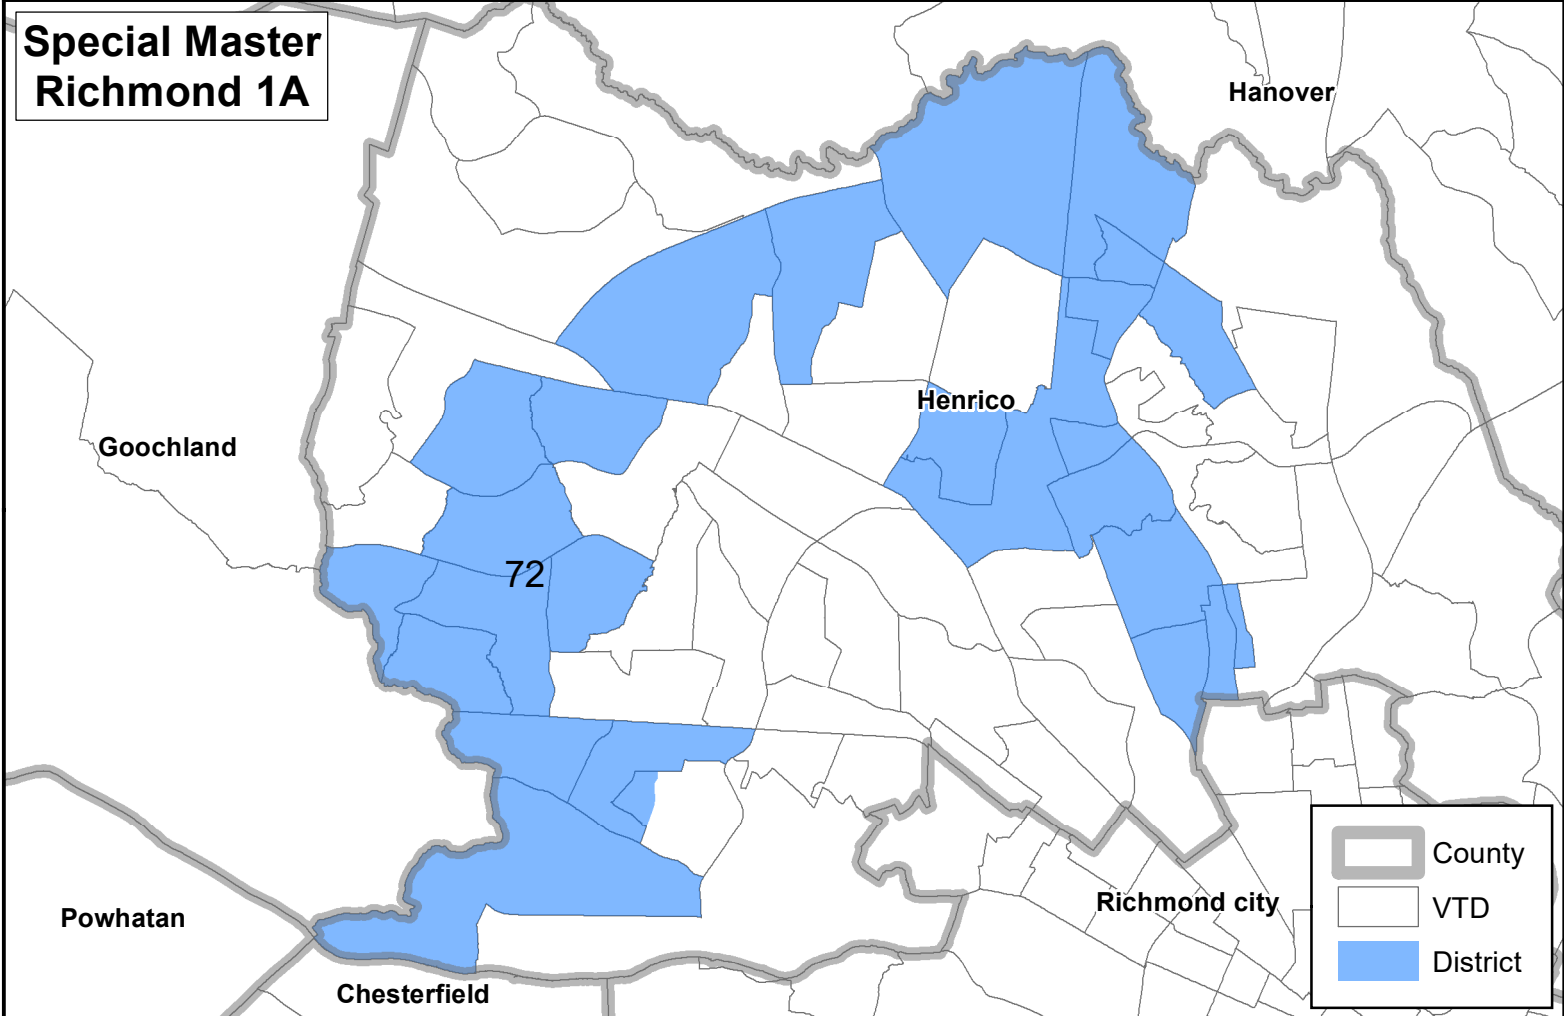 Special Master
Richmond 1A
Hanover
Henrico
Goochland
72
Powhatan
Richmond city
Chesterfield
County
VTD
District